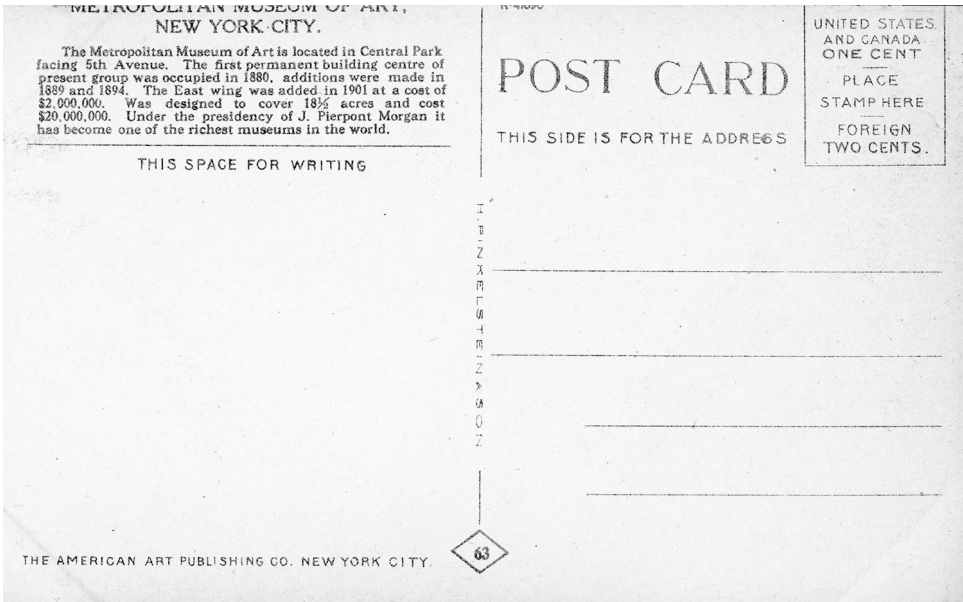 METROPOLITAN MUSEUM OF ART,
NEW YORK CITY.
The Metropolitan Museum of Art is located in Central Park
facing 5th Avenue. The first permanent building centre of
present group was occupied in 1880, additions were made in
1889 and 1894. The East wing was added in 1901 at a cost of
$2,000,000. Was designed to cover 18½ acres and cost
$20,000,000. Under the presidency of J. Pierpont Morgan it
has become one of the richest museums in the world.
THIS SPACE FOR WRITING
THE AMERICAN ART PUBLISHING CO. NEW YORK CITY.
H. FINKELSTEIN & SON
63
POST CARD
THIS SIDE IS FOR THE ADDRESS
UNITED STATES
AND CANADA
ONE CENT
PLACE
STAMP HERE
FOREIGN
TWO CENTS.